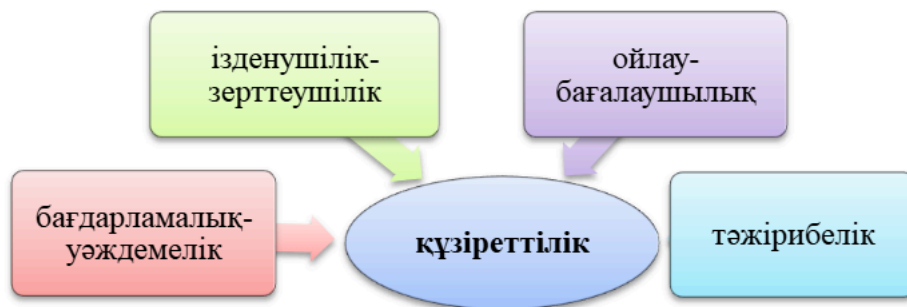 ізденушілік-
зерттеушілік
ойлау-
бағалаушылық
бағдарламалық-
уәждемелік
құзіреттілік
тәжірибелік